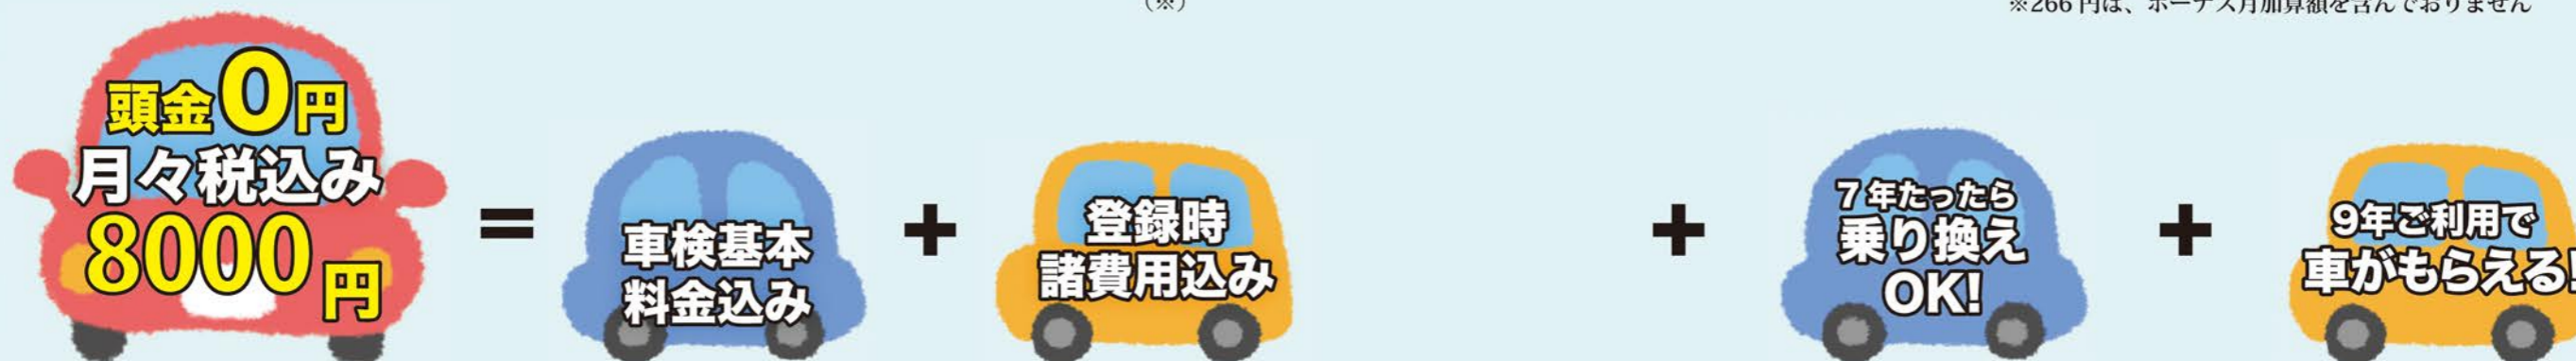 (※)
※266円は、ボーナス月加算額を含んでおりません
頭金0円
月々税込み
8000円
=
車検基本
料金込み
+
登録時
諸費用込み
+
7年たったら
乗り換え
OK!
+
9年ご利用で
車がもらえる!